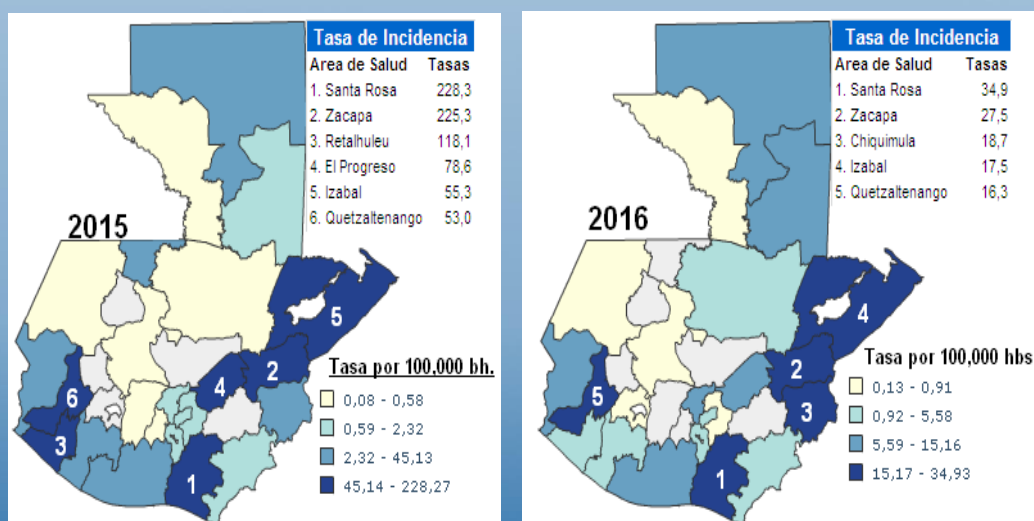 Tasa de Incidencia
Area de Salud Tasas
1. Santa Rosa 228,3
2. Zacapa 225,3
3. Retalhuleu 118,1
4. El Progreso 78,6
5. Izabal 55,3
6. Quetzaltenango 53,0
2015
5
2
4
6
3
1
Tasa por 100,000 bh.
0,08 - 0,58
0,59 - 2,32
2,32 - 45,13
45,14 - 228,27
Tasa de Incidencia
Area de Salud Tasas
1. Santa Rosa 34,9
2. Zacapa 27,5
3. Chiquimula 18,7
4. Izabal 17,5
5. Quetzaltenango 16,3
2016
4
2
5
3
1
Tasa por 100,000 hbs
0,13 - 0,91
0,92 - 5,58
5,59 - 15,16
15,17 - 34,93